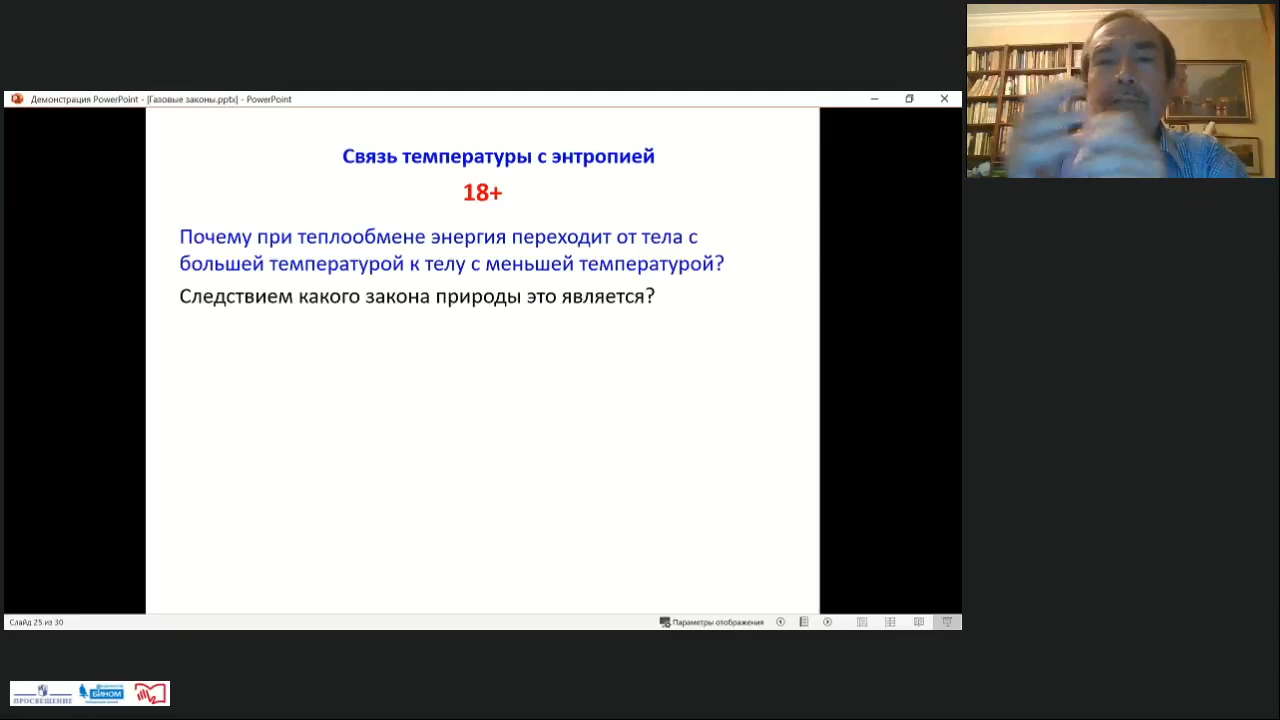 Демонстрация PowerPoint - [Газовые законы.pptx] - PowerPoint
Связь температуры с энтропией
18+
Почему при теплообмене энергия переходит от тела с
большей температурой к телу с меньшей температурой?
Следствием какого закона природы это является?
Слайд 25 из 30
Параметры отображения
ПРОСВЕЩЕНИЕ
БИНОМ